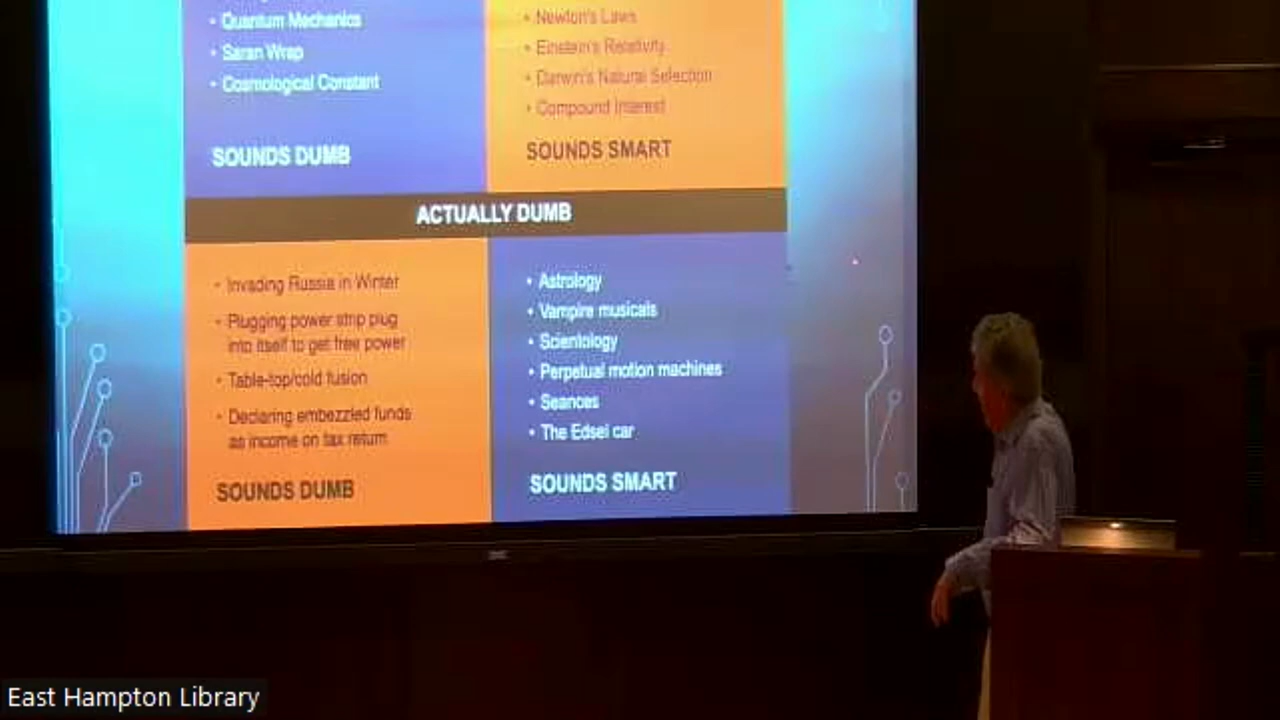 • Quantum Mechanics
• Saran Wrap
• Cosmological Constant
SOUNDS DUMB
• Newton's Laws
• Einstein's Relativity
• Darwin's Natural Selection
• Compound Interest
SOUNDS SMART
ACTUALLY DUMB
• Invading Russia in Winter
• Plugging power strip plug
into itself to get free power
• Table-top/cold fusion
• Declaring embezzled funds
as income on tax return
SOUNDS DUMB
• Astrology
• Vampire musicals
• Scientology
• Perpetual motion machines
• Seances
• The Edsel car
SOUNDS SMART
East Hampton Library